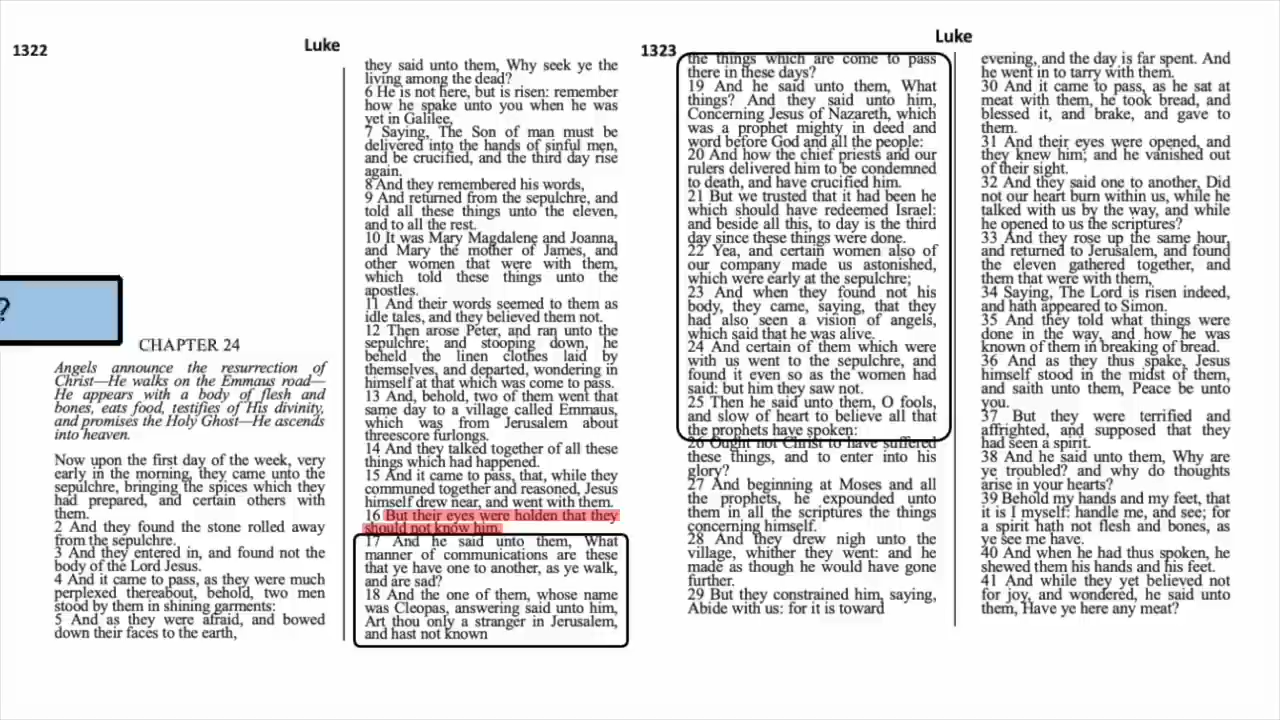 1322
Luke
?
CHAPTER 24
Angels announce the resurrection of
Christ—He walks on the Emmaus road—
He appears with a body of flesh and
bones, eats food, testifies of His divinity,
and promises the Holy Ghost—He ascends
into heaven.
Now upon the first day of the week, very
early in the morning, they came unto the
sepulchre, bringing the spices which they
had prepared, and certain others with
them.
2 And they found the stone rolled away
from the sepulchre.
3 And they entered in, and found not the
body of the Lord Jesus.
4 And it came to pass, as they were much
perplexed thereabout, behold, two men
stood by them in shining garments:
5 And as they were afraid, and bowed
down their faces to the earth,
they said unto them, Why seek ye the
living among the dead?
6 He is not here, but is risen: remember
how he spake unto you when he was
yet in Galilee,
7 Saying, The Son of man must be
delivered into the hands of sinful men,
and be crucified, and the third day rise
again.
8 And they remembered his words,
9 And returned from the sepulchre, and
told all these things unto the eleven,
and to all the rest.
10 It was Mary Magdalene and Joanna,
and Mary the mother of James, and
other women that were with them,
which told these things unto the
apostles.
11 And their words seemed to them as
idle tales, and they believed them not.
12 Then arose Peter, and ran unto the
sepulchre; and stooping down, he
beheld the linen clothes laid by
themselves, and departed, wondering in
himself at that which was come to pass.
13 And, behold, two of them went that
same day to a village called Emmaus,
which was from Jerusalem about
threescore furlongs.
14 And they talked together of all these
things which had happened.
15 And it came to pass, that, while they
communed together and reasoned, Jesus
himself drew near, and went with them.
16 But their eyes were holden that they
should not know him.
17 And he said unto them, What
manner of communications are these
that ye have one to another, as ye walk,
and are sad?
18 And the one of them, whose name
was Cleopas, answering said unto him,
Art thou only a stranger in Jerusalem,
and hast not known
1323
Luke
the things which are come to pass
there in these days?
19 And he said unto them, What
things? And they said unto him,
Concerning Jesus of Nazareth, which
was a prophet mighty in deed and
word before God and all the people:
20 And how the chief priests and our
rulers delivered him to be condemned
to death, and have crucified him.
21 But we trusted that it had been he
which should have redeemed Israel:
and beside all this, to day is the third
day since these things were done.
22 Yea, and certain women also of
our company made us astonished,
which were early at the sepulchre;
23 And when they found not his
body, they came, saying, that they
had also seen a vision of angels,
which said that he was alive.
24 And certain of them which were
with us went to the sepulchre, and
found it even so as the women had
said: but him they saw not.
25 Then he said unto them, O fools,
and slow of heart to believe all that
the prophets have spoken:
26 Ought not Christ to have suffered
these things, and to enter into his
glory?
27 And beginning at Moses and all
the prophets, he expounded unto
them in all the scriptures the things
concerning himself.
28 And they drew nigh unto the
village, whither they went: and he
made as though he would have gone
further.
29 But they constrained him, saying,
Abide with us: for it is toward
evening, and the day is far spent. And
he went in to tarry with them.
30 And it came to pass, as he sat at
meat with them, he took bread, and
blessed it, and brake, and gave to
them.
31 And their eyes were opened, and
they knew him; and he vanished out
of their sight.
32 And they said one to another, Did
not our heart burn within us, while he
talked with us by the way, and while
he opened to us the scriptures?
33 And they rose up the same hour,
and returned to Jerusalem, and found
the eleven gathered together, and
them that were with them,
34 Saying, The Lord is risen indeed,
and hath appeared to Simon.
35 And they told what things were
done in the way, and how he was
known of them in breaking of bread.
36 And as they thus spake, Jesus
himself stood in the midst of them,
and saith unto them, Peace be unto
you.
37 But they were terrified and
affrighted, and supposed that they
had seen a spirit.
38 And he said unto them, Why are
ye troubled? and why do thoughts
arise in your hearts?
39 Behold my hands and my feet, that
it is I myself: handle me, and see; for
a spirit hath not flesh and bones, as
ye see me have.
40 And when he had thus spoken, he
shewed them his hands and his feet.
41 And while they yet believed not
for joy, and wondered, he said unto
them, Have ye here any meat?